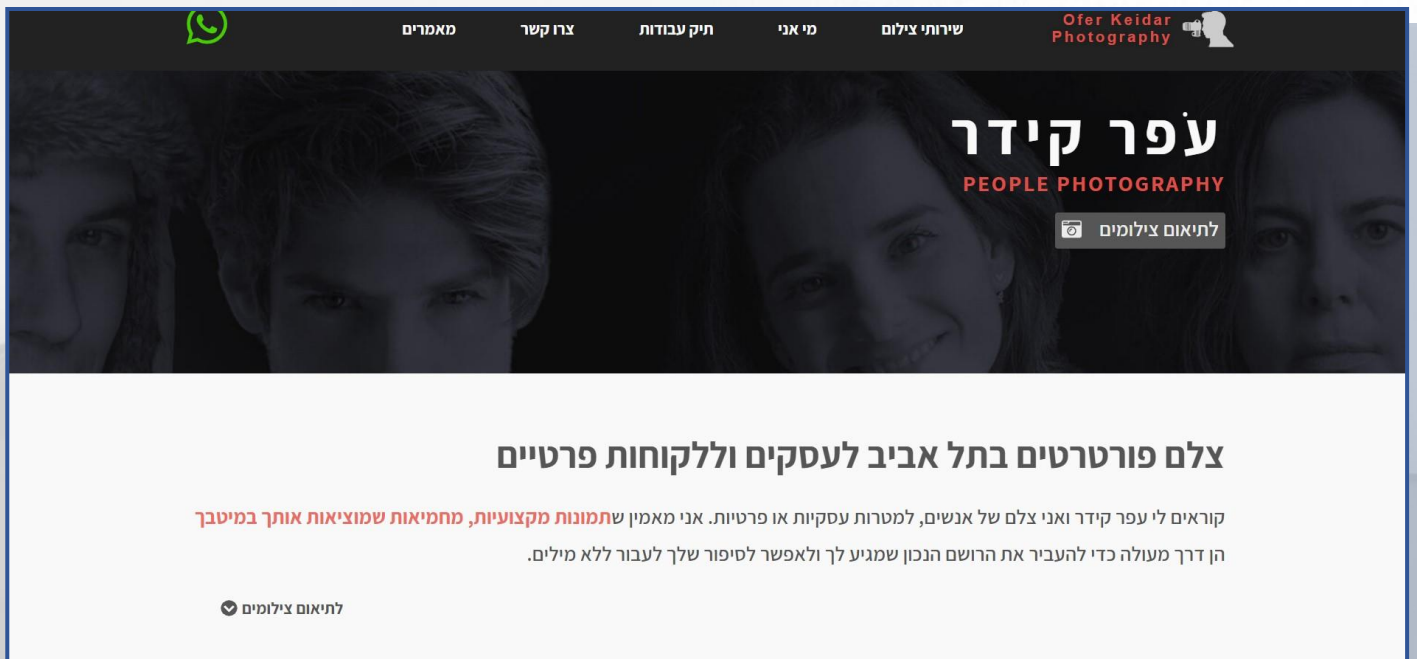 Ofer Keidar
Photography
שירותי צילום
מי אני
תיק עבודות
צרו קשר
מאמרים
עֹפר קידר
PEOPLE PHOTOGRAPHY
לתיאום צילומים
צלם פורטרטים בתל אביב לעסקים וללקוחות פרטיים
קוראים לי עפר קידר ואני צלם של אנשים, למטרות עסקיות או פרטיות. אני מאמין שתמונות מקצועיות, מחמיאות שמוציאות אותך במיטבך
הן דרך מעולה כדי להעביר את הרושם הנכון שמגיע לך ולאפשר לסיפור שלך לעבור ללא מילים.
לתיאום צילומים